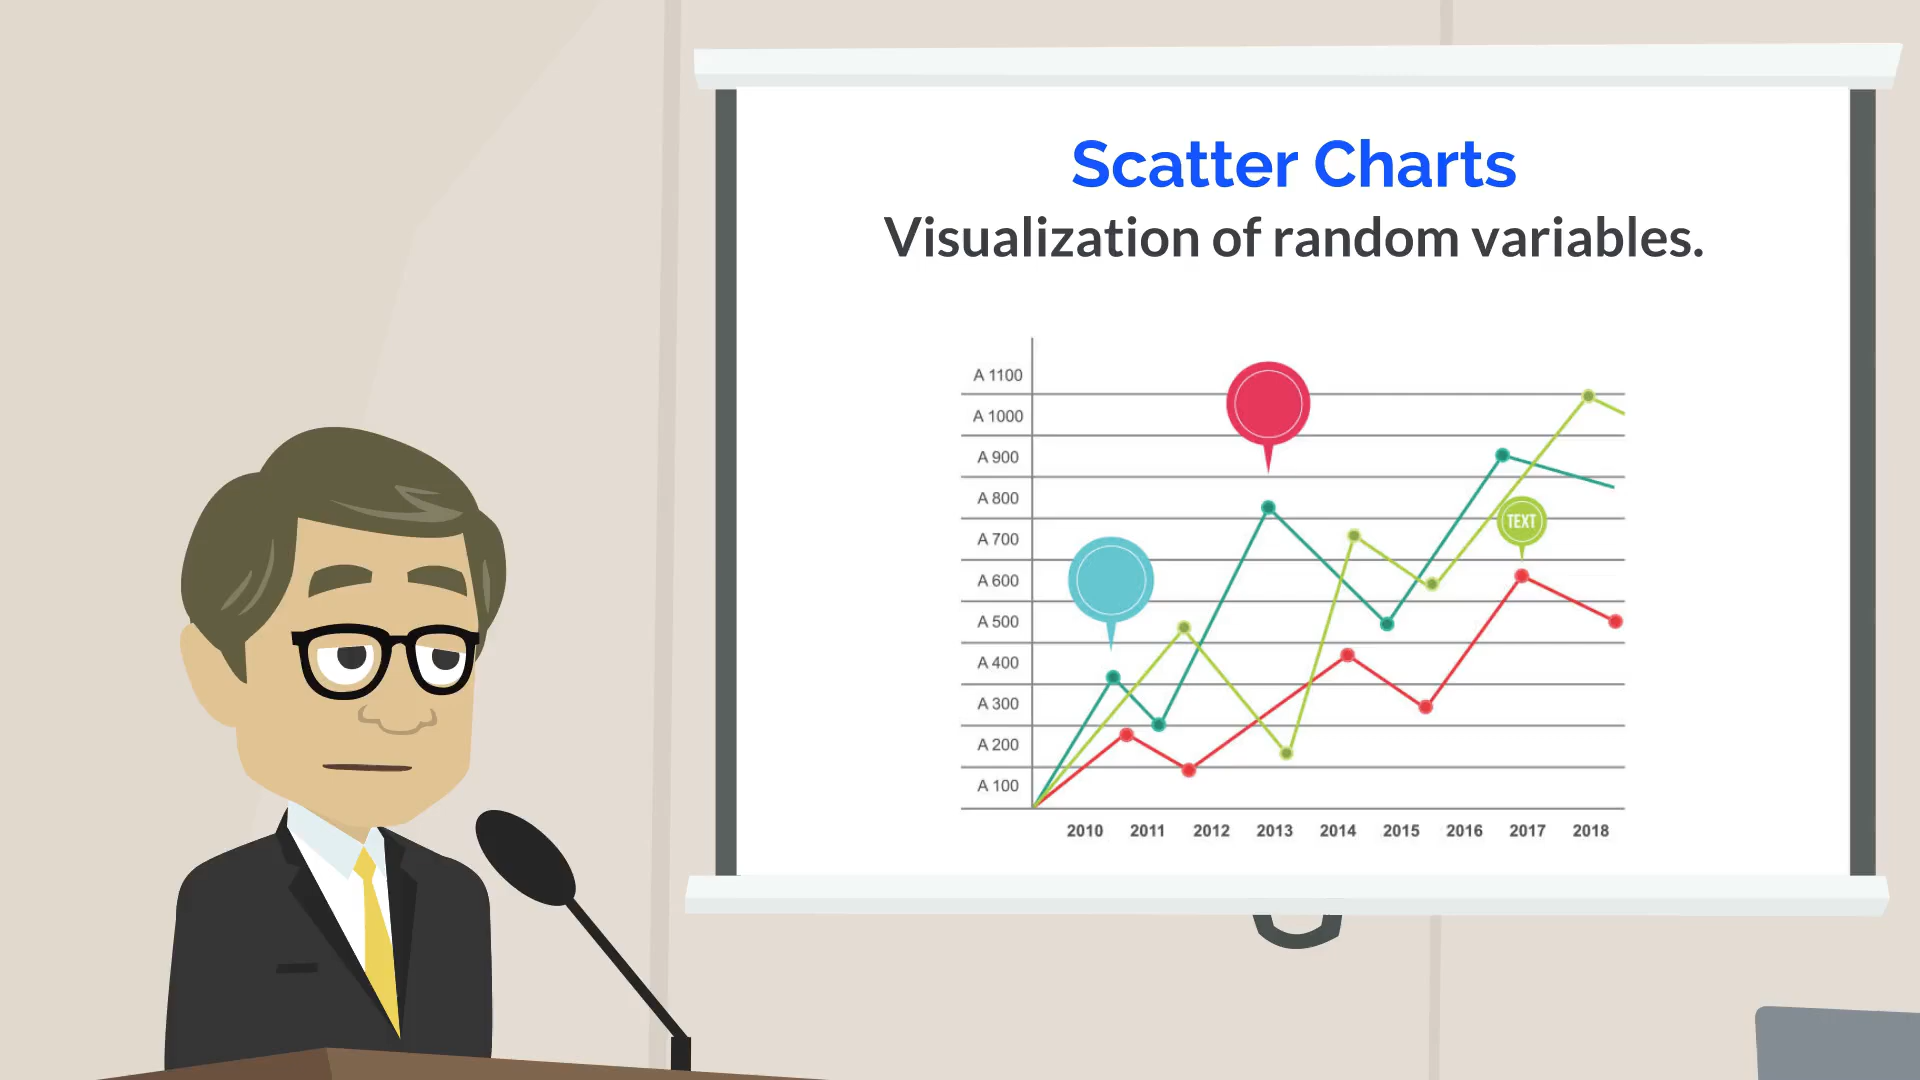 Scatter Charts
Visualization of random variables.
A 1100
A 1000
A 900
A 800
A 700
A 600
A 500
A 400
A 300
A 200
A 100
TEXT
2010 2011 2012 2013 2014 2015 2016 2017 2018